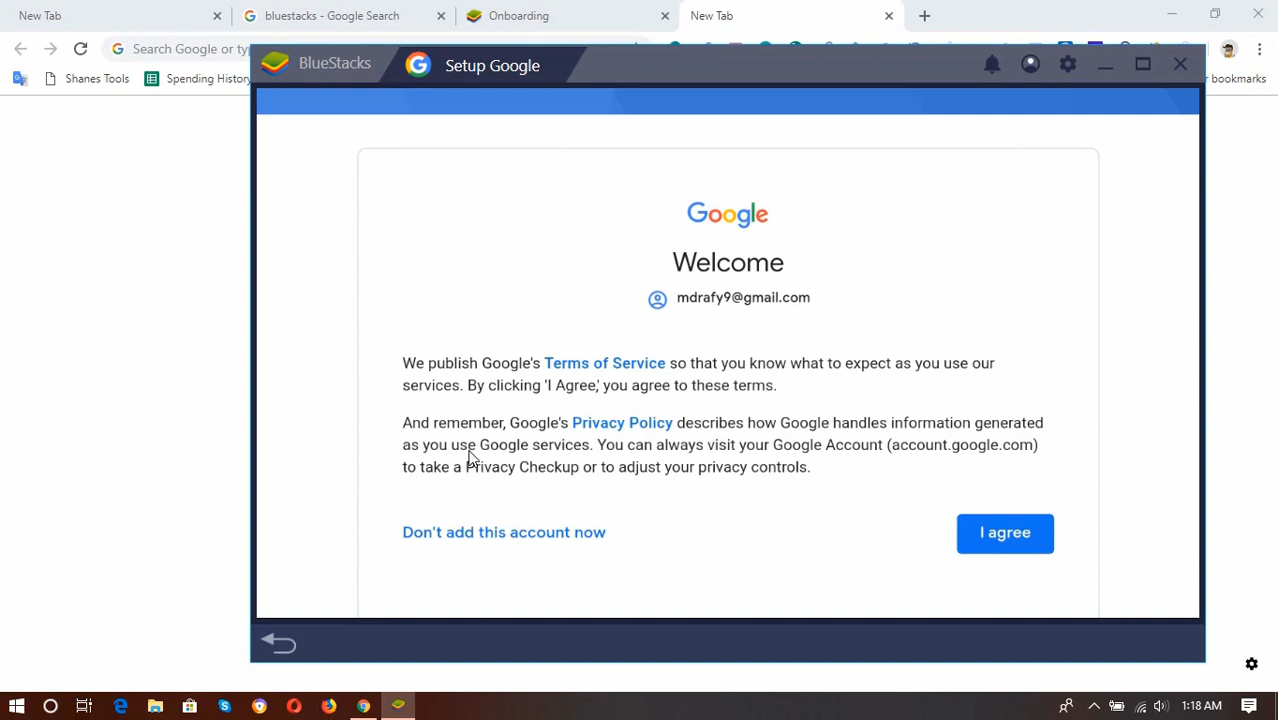 New Tab
bluestacks - Google Search
Onboarding
New Tab
Search Google or ty
Shanes Tools
Spending History
r bookmarks
BlueStacks
Setup Google
Google
Welcome
mdrafy9@gmail.com
We publish Google's Terms of Service so that you know what to expect as you use our
services. By clicking 'I Agree,' you agree to these terms.
And remember, Google's Privacy Policy describes how Google handles information generated
as you use Google services. You can always visit your Google Account (account.google.com)
to take a Privacy Checkup or to adjust your privacy controls.
Don't add this account now
I agree
1:18 AM